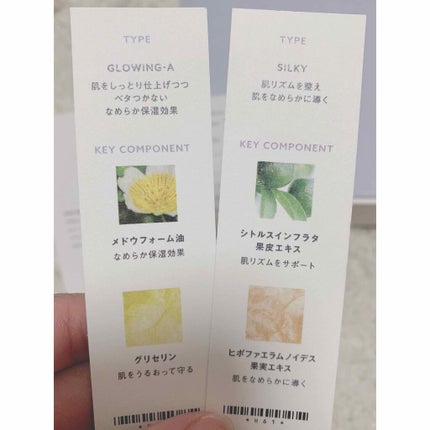 TYPE
GLOWING-A
肌をしっとり仕上げつつ
ベタつかない
なめらか保湿効果
KEY COMPONENT
メドウフォーム油
なめらか保湿効果
グリセリン
肌をうるおって守る
TYPE
SILKY
肌リズムを整え
肌をなめらかに導く
KEY COMPONENT
シトルスインフラタ
果皮エキス
肌リズムをサポート
ヒポファエラムノイデス
果実エキス
肌をなめらかに導く
*H61*